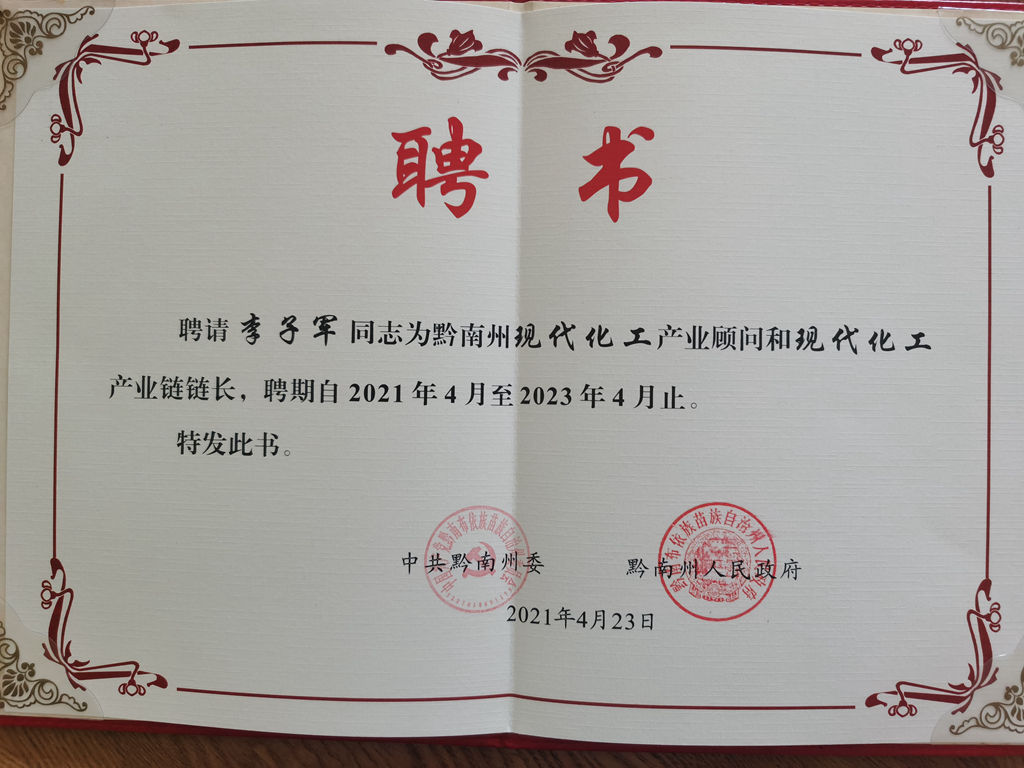 聘书
聘请李子军同志为黔南州现代化工产业顾问和现代化工
产业链链长，聘期自2021年4月至2023年4月止。
特发此书。
中共黔南州委
黔南州人民政府
2021年4月23日